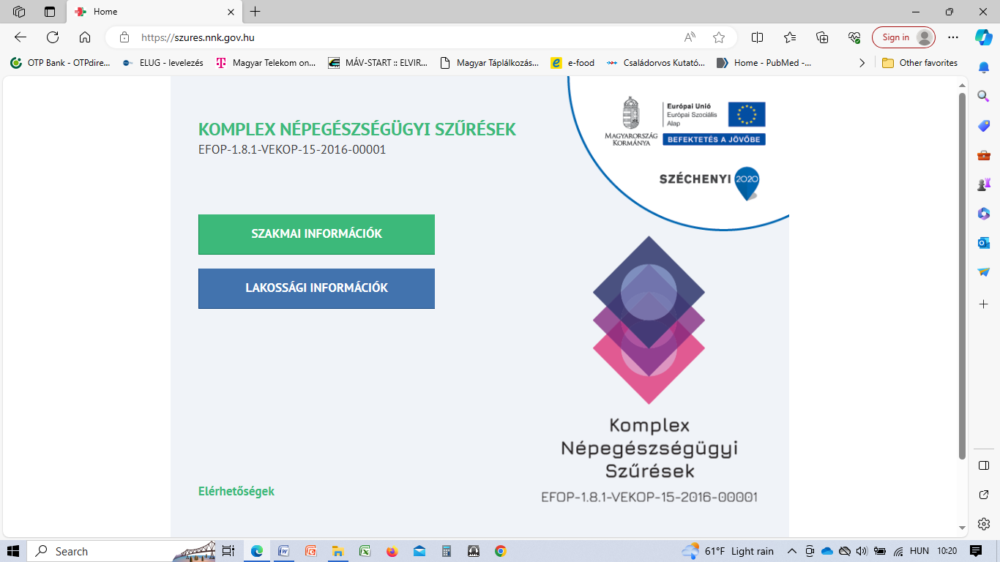 Home
https://szures.nnk.gov.hu
Sign in
OTP Bank - OTPdire...
ELUG - levelezés
Magyar Telekom on...
MÁV-START :: ELVIR...
Magyar Táplálkozás...
e-food
Családorvos Kutató...
Home - PubMed -...
Other favorites
KOMPLEX NÉPEGÉSZSÉGÜGYI SZŰRÉSEK
EFOP-1.8.1-VEKOP-15-2016-00001
MAGYARORSZÁG
KORMÁNYA
Európai Unió
Európai Szociális
Alap
BEFEKTETÉS A JÖVŐBE
SZÉCHENYI 2020
SZAKMAI INFORMÁCIÓK
LAKOSSÁGI INFORMÁCIÓK
Komplex
Népegészségügyi
Szűrések
EFOP-1.8.1-VEKOP-15-2016-00001
Elérhetőségek
Search
61°F Light rain
HUN
10:20